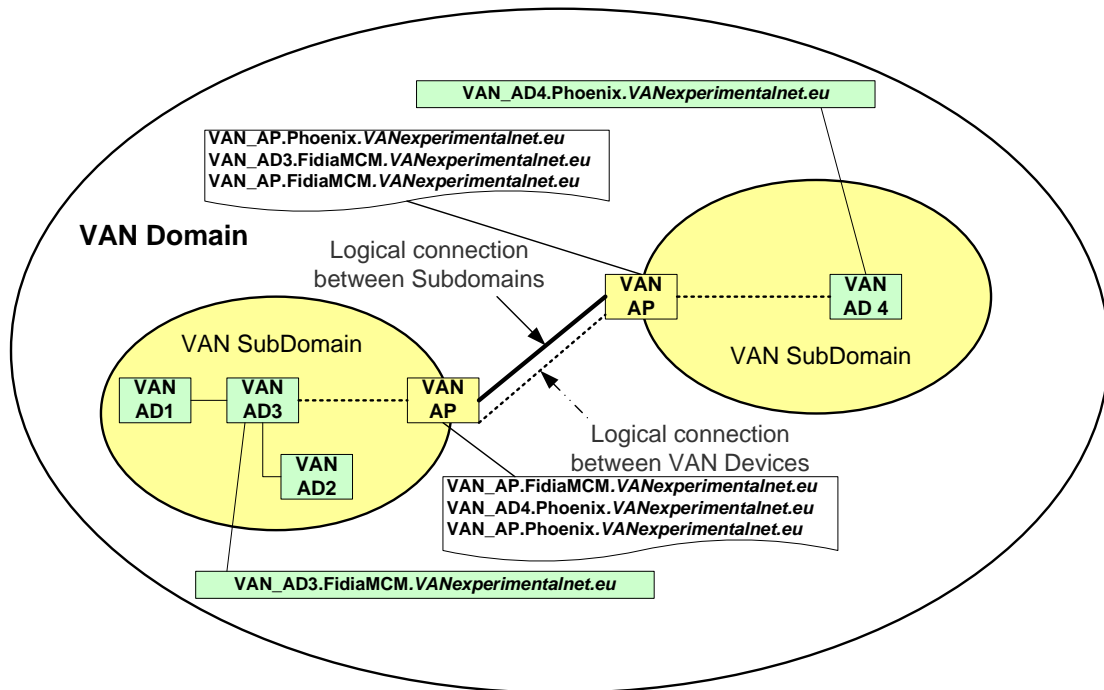 VAN_AD4.Phoenix.VANexperimentalnet.eu
VAN_AP.Phoenix.VANexperimentalnet.eu
VAN_AD3.FidiaMCM.VANexperimentalnet.eu
VAN_AP.FidiaMCM.VANexperimentalnet.eu
VAN Domain
Logical connection
between Subdomains
VAN
AP
VAN
AD 4
VAN SubDomain
VAN SubDomain
VAN
AD1
VAN
AD3
VAN
AP
VAN
AD2
Logical connection
between VAN Devices
VAN_AP.FidiaMCM.VANexperimentalnet.eu
VAN_AD4.Phoenix.VANexperimentalnet.eu
VAN_AP.Phoenix.VANexperimentalnet.eu
VAN_AD3.FidiaMCM.VANexperimentalnet.eu